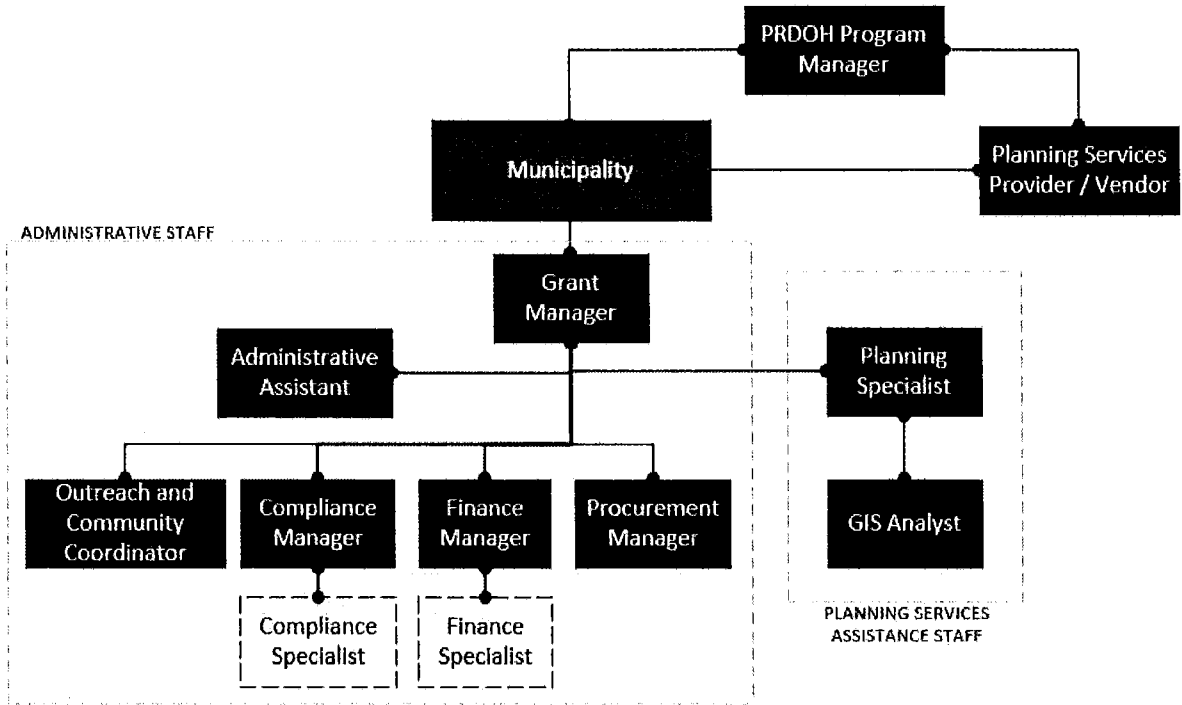 PRDOH Program
Manager
Municipality
Planning Services
Provider / Vendor
ADMINISTRATIVE STAFF
Grant
Manager
Administrative
Assistant
Planning
Specialist
Outreach and
Community
Coordinator
Compliance
Manager
Finance
Manager
Procurement
Manager
GIS Analyst
Compliance
Specialist
Finance
Specialist
PLANNING SERVICES
ASSISTANCE STAFF